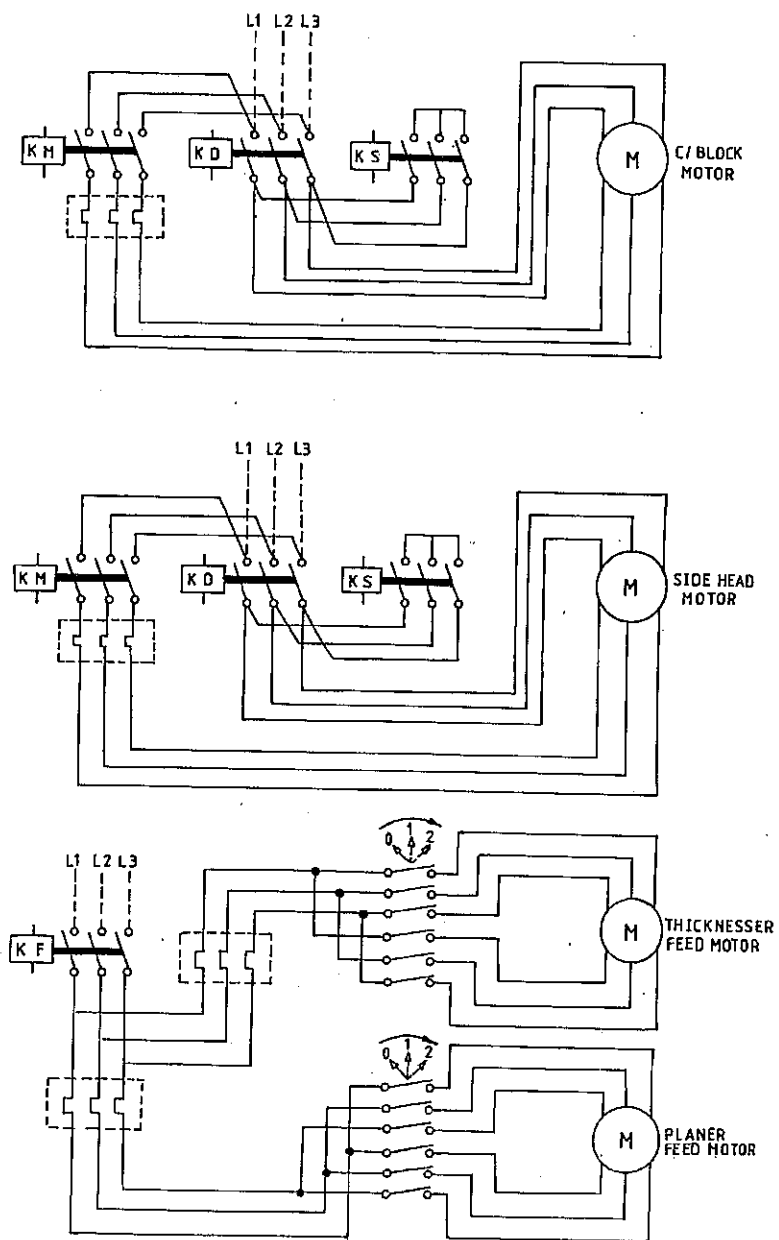 L1 L2 L3
KM
KD
KS
M
C/BLOCK
MOTOR
L1 L2 L3
KM
KD
KS
M
SIDE HEAD
MOTOR
0 1 2
L1 L2 L3
KF
M
THICKNESSER
FEED MOTOR
0 1 2
M
PLANER
FEED MOTOR